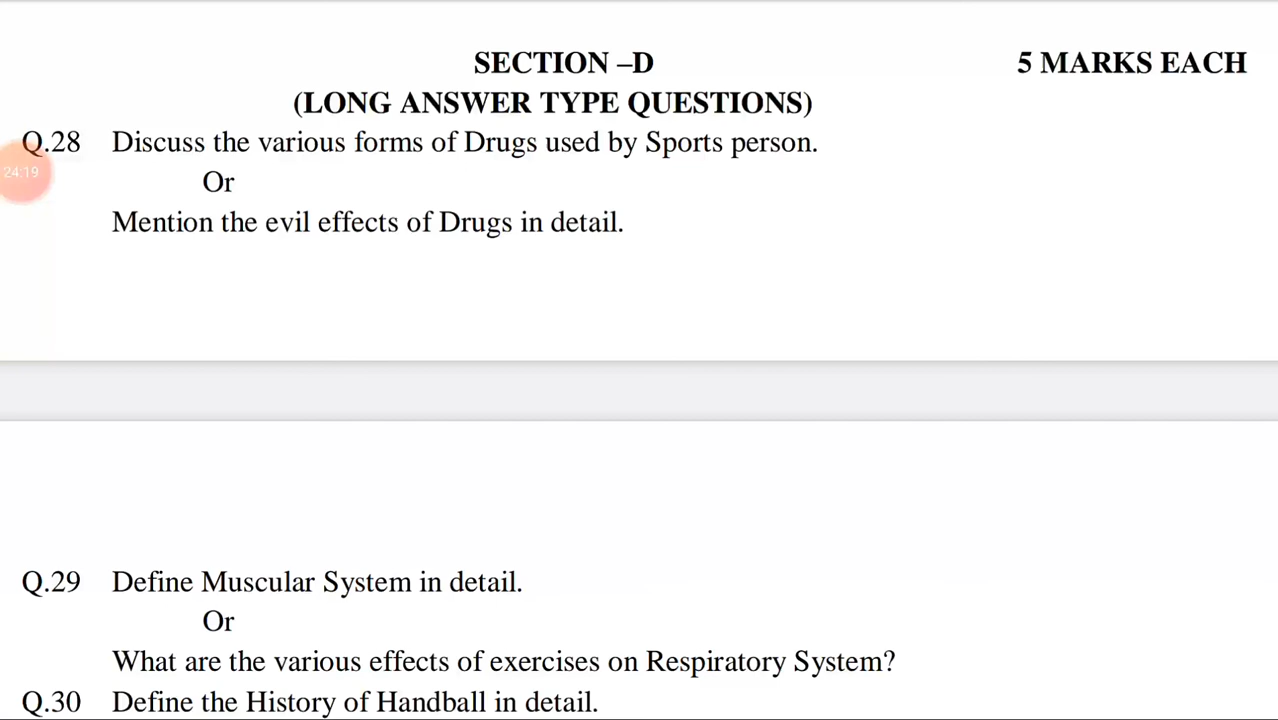 SECTION –D 5 MARKS EACH
(LONG ANSWER TYPE QUESTIONS)
Q.28 Discuss the various forms of Drugs used by Sports person.
24:19
Or
Mention the evil effects of Drugs in detail.
Q.29 Define Muscular System in detail.
Or
What are the various effects of exercises on Respiratory System?
Q.30 Define the History of Handball in detail.